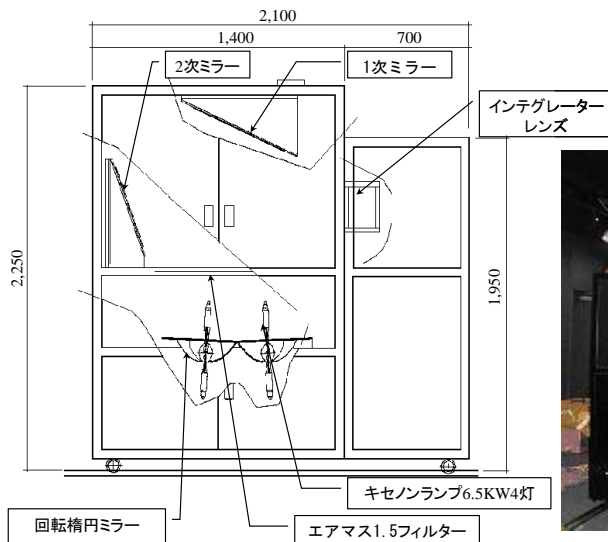 2,100
1,400
700
2次ミラー
1次ミラー
インテグレーター
レンズ
2,250
1,950
キセノンランプ6.5KW4灯
回転楕円ミラー
エアマス1.5フィルター